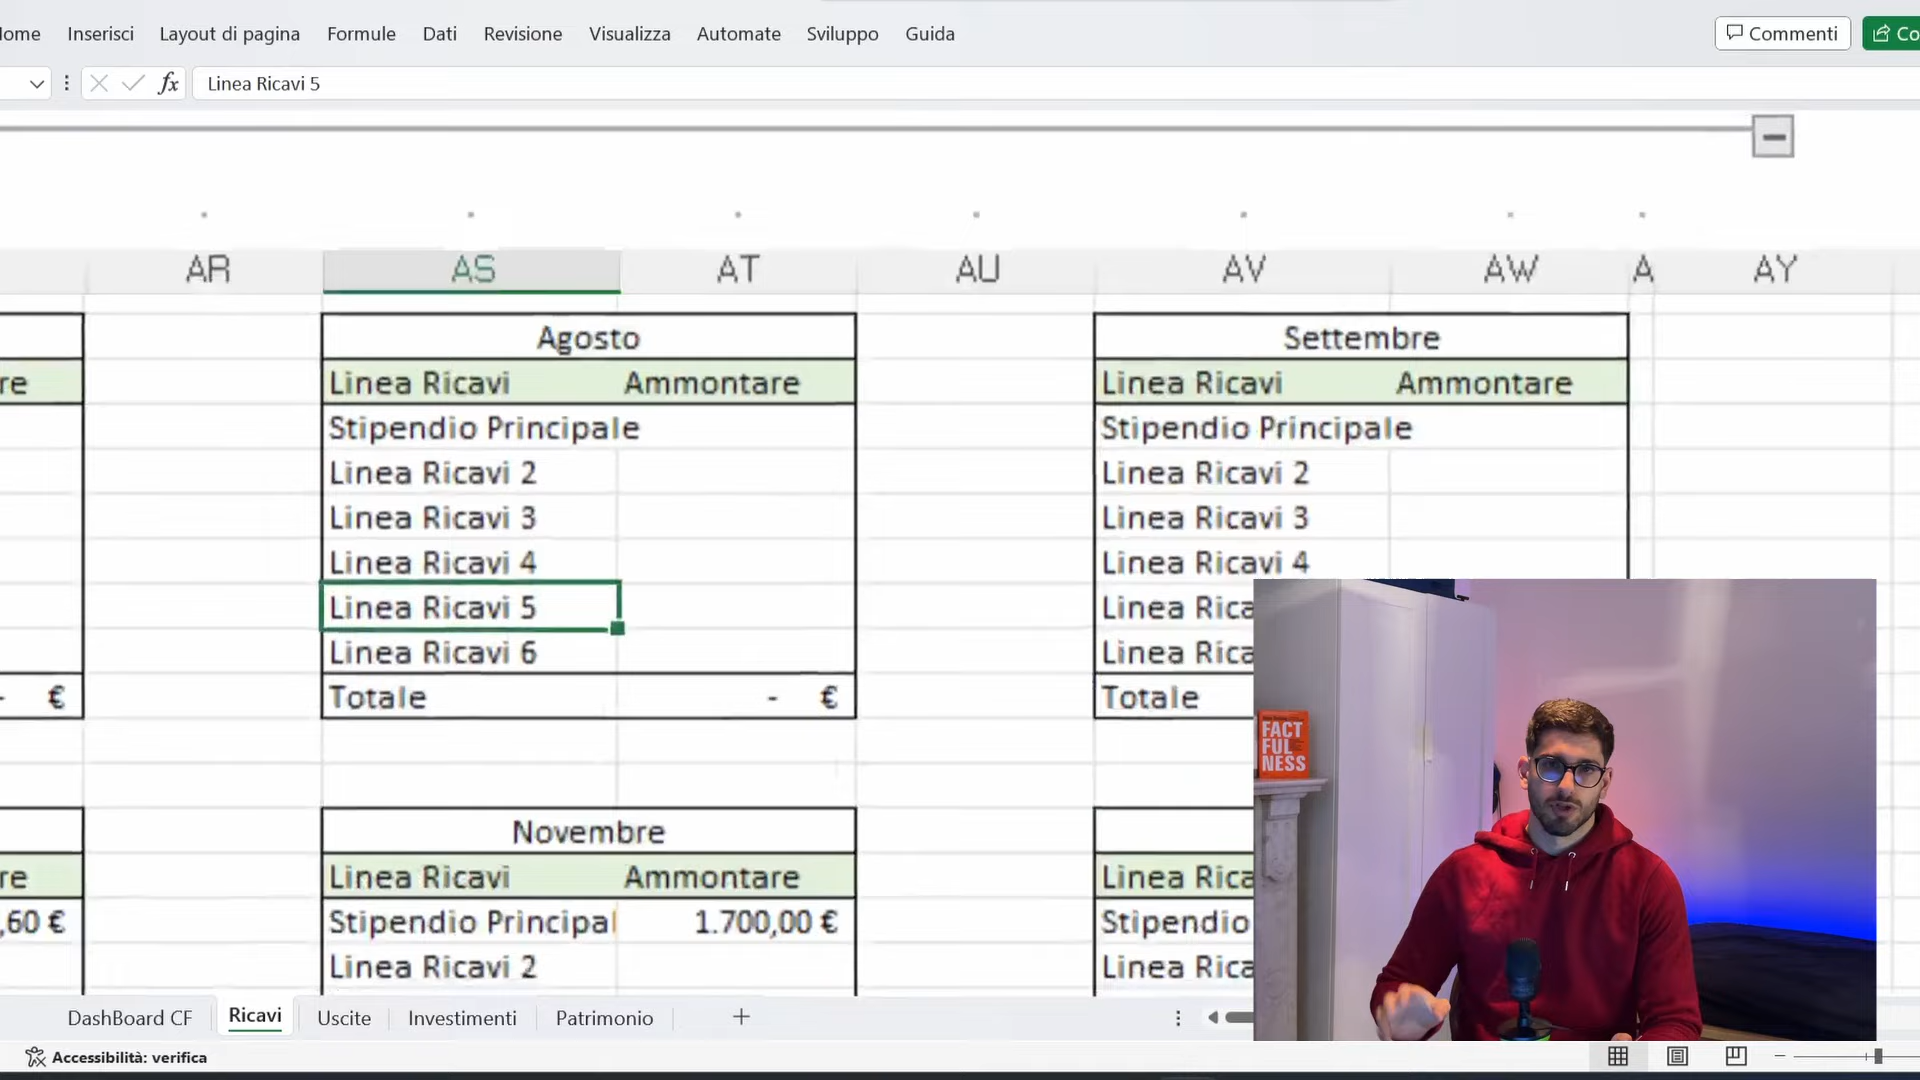 Inserisci Layout di pagina Formule Dati Revisione Visualizza Automate Sviluppo Guida Commenti
fx Linea Ricavi 5
AR AS AT AU AV AW A AY
Agosto Settembre
re Linea Ricavi Ammontare Linea Ricavi Ammontare
Stipendio Principale Stipendio Principale
Linea Ricavi 2 Linea Ricavi 2
Linea Ricavi 3 Linea Ricavi 3
Linea Ricavi 4 Linea Ricavi 4
Linea Ricavi 5 Linea Rica
Linea Ricavi 6 Linea Rica
- € Totale - € Totale
FACT
FUL
NESS
Novembre
re Linea Ricavi Ammontare Linea Rica
,60 € Stipendio Principal 1.700,00 € Stipendio
Linea Ricavi 2 Linea Rica
DashBoard CF Ricavi Uscite Investimenti Patrimonio
Accessibilità: verifica